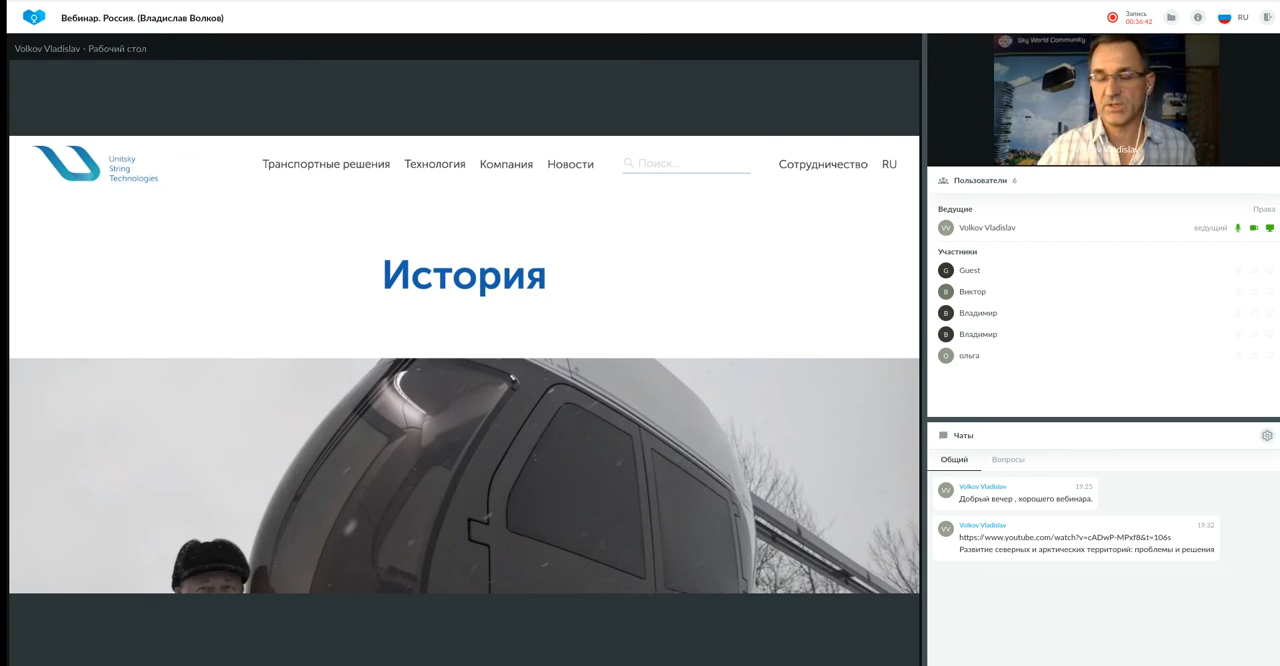 Вебинар. Россия. (Владислав Волков)
Запись
00:36:42
RU
Volkov Vladislav - Рабочий стол
Unitsky
String
Technologies
Транспортные решения Технология Компания Новости Поиск... Сотрудничество RU
История
Sky World Community
Пользователи 6
Ведущие Права
VV Volkov Vladislav ведущий
Участники
G Guest
В Виктор
В Владимир
В Владимир
О ольга
Чаты
Общий Вопросы
VV Volkov Vladislav 19:25
Добрый вечер , хорошего вебинара.
VV Volkov Vladislav 19:32
https://www.youtube.com/watch?v=cADwP-MPxf8&t=106s
Развитие северных и арктических территорий: проблемы и решения